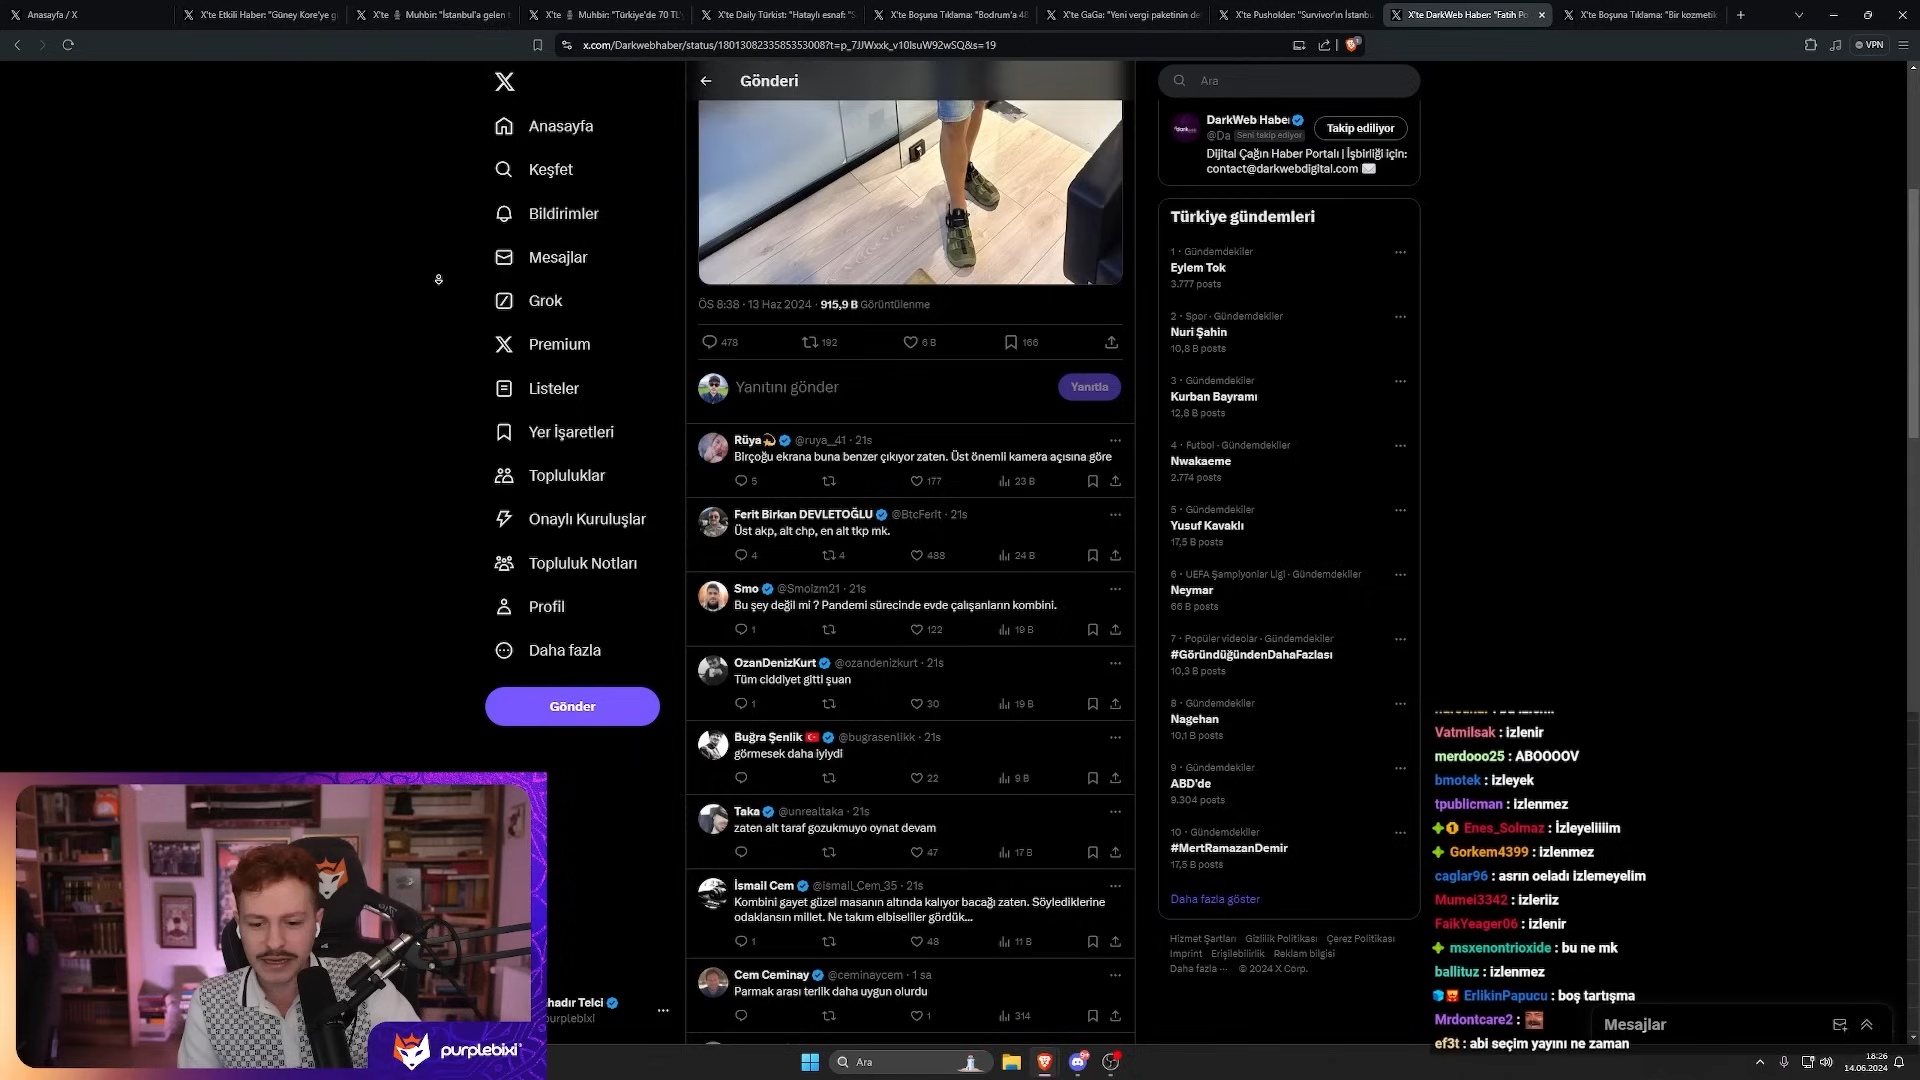 Anasayfa / X
X'te Etkili Haber: "Güney Kore'ye gi
X'te Muhbir: "İstanbul'a gelen t
X'te Muhbir: "Türkiye'de 70 TL'y
X'te Daily Türkist: "Hataylı esnaf: "S
X'te Boşuna Tıklama: "Bodrum'a 48
X'te GaGa: "Yeni vergi paketinin de
X'te Pusholder: "Survivor'ın İstanbu
X'te DarkWeb Haber: "Fatih Po
X'te Boşuna Tıklama: "Bir kozmetik
x.com/Darkwebhaber/status/1801308233585353008?t=p_7JJWxxk_v10lsuW92wSQ&s=19
VPN
Anasayfa
Keşfet
Bildirimler
Mesajlar
Grok
Premium
Listeler
Yer İşaretleri
Topluluklar
Onaylı Kuruluşlar
Topluluk Notları
Profil
Daha fazla
Gönder
hadır Telci
urplebixi
purplebixi
Gönderi
ÖS 8:38 · 13 Haz 2024 · 915,9 B Görüntülenme
478 192 6 B 166
Yanıtını gönder
Yanıtla
Rüya @ruya_41 · 21s
Birçoğu ekrana buna benzer çıkıyor zaten. Üst önemli kamera açısına göre
5 177 23 B
Ferit Birkan DEVLETOĞLU @BtcFerit · 21s
Üst akp, alt chp, en alt tkp mk.
4 4 488 24 B
Smo @Smoizm21 · 21s
Bu şey değil mi ? Pandemi sürecinde evde çalışanların kombini.
1 122 19 B
OzanDenizKurt @ozandenizkurt · 21s
Tüm ciddiyet gitti şuan
1 30 19 B
Buğra Şenlik @bugrasenlikk · 21s
görmesek daha iyiydi
22 9 B
Taka @unrealtaka · 21s
zaten alt taraf gozukmuyo oynat devam
47 17 B
İsmail Cem @Ismail_Cem_35 · 21s
Kombini gayet güzel masanın altında kalıyor bacağı zaten. Söylediklerine
odaklansın millet. Ne takım elbiseliler gördük...
1 48 11 B
Cem Ceminay @ceminaycem · 1 sa
Parmak arası terlik daha uygun olurdu
1 314
Ara
DarkWeb Haber
@Da Seni takip ediyor
Takip ediliyor
Dijital Çağın Haber Portalı | İşbirliği için:
contact@darkwebdigital.com
Türkiye gündemleri
1 · Gündemdekiler
Eylem Tok
3.777 posts
2 · Spor · Gündemdekiler
Nuri Şahin
10,8 B posts
3 · Gündemdekiler
Kurban Bayramı
12,8 B posts
4 · Futbol · Gündemdekiler
Nwakaeme
2.774 posts
5 · Gündemdekiler
Yusuf Kavaklı
17,5 B posts
6 · UEFA Şampiyonlar Ligi · Gündemdekiler
Neymar
66 B posts
7 · Popüler videolar · Gündemdekiler
#GöründüğündenDahaFazlası
10,3 B posts
8 · Gündemdekiler
Nagehan
10,1 B posts
9 · Gündemdekiler
ABD'de
9.304 posts
10 · Gündemdekiler
#MertRamazanDemir
17,5 B posts
Daha fazla göster
Hizmet Şartları Gizlilik Politikası Çerez Politikası
Imprint Erişilebilirlik Reklam bilgisi
Daha fazla ··· © 2024 X Corp.
Vatmilsak : izlenir
merdooo25 : ABOOOOV
bmotek : izleyek
tpublicman : izlenmez
Enes_Solmaz : İzleyelliiim
Gorkem4399 : izlenmez
caglar96 : asrın oeladı izlemeyelim
Mumei3342 : izleriiz
FaikYeager06 : izlenir
msxenontrioxide : bu ne mk
ballituz : izlenmez
ErlikinPapucu : boş tartışma
Mrdontcare2 :
ef3t : abi seçim yayını ne zaman
Mesajlar
Ara
18:26
14.06.2024